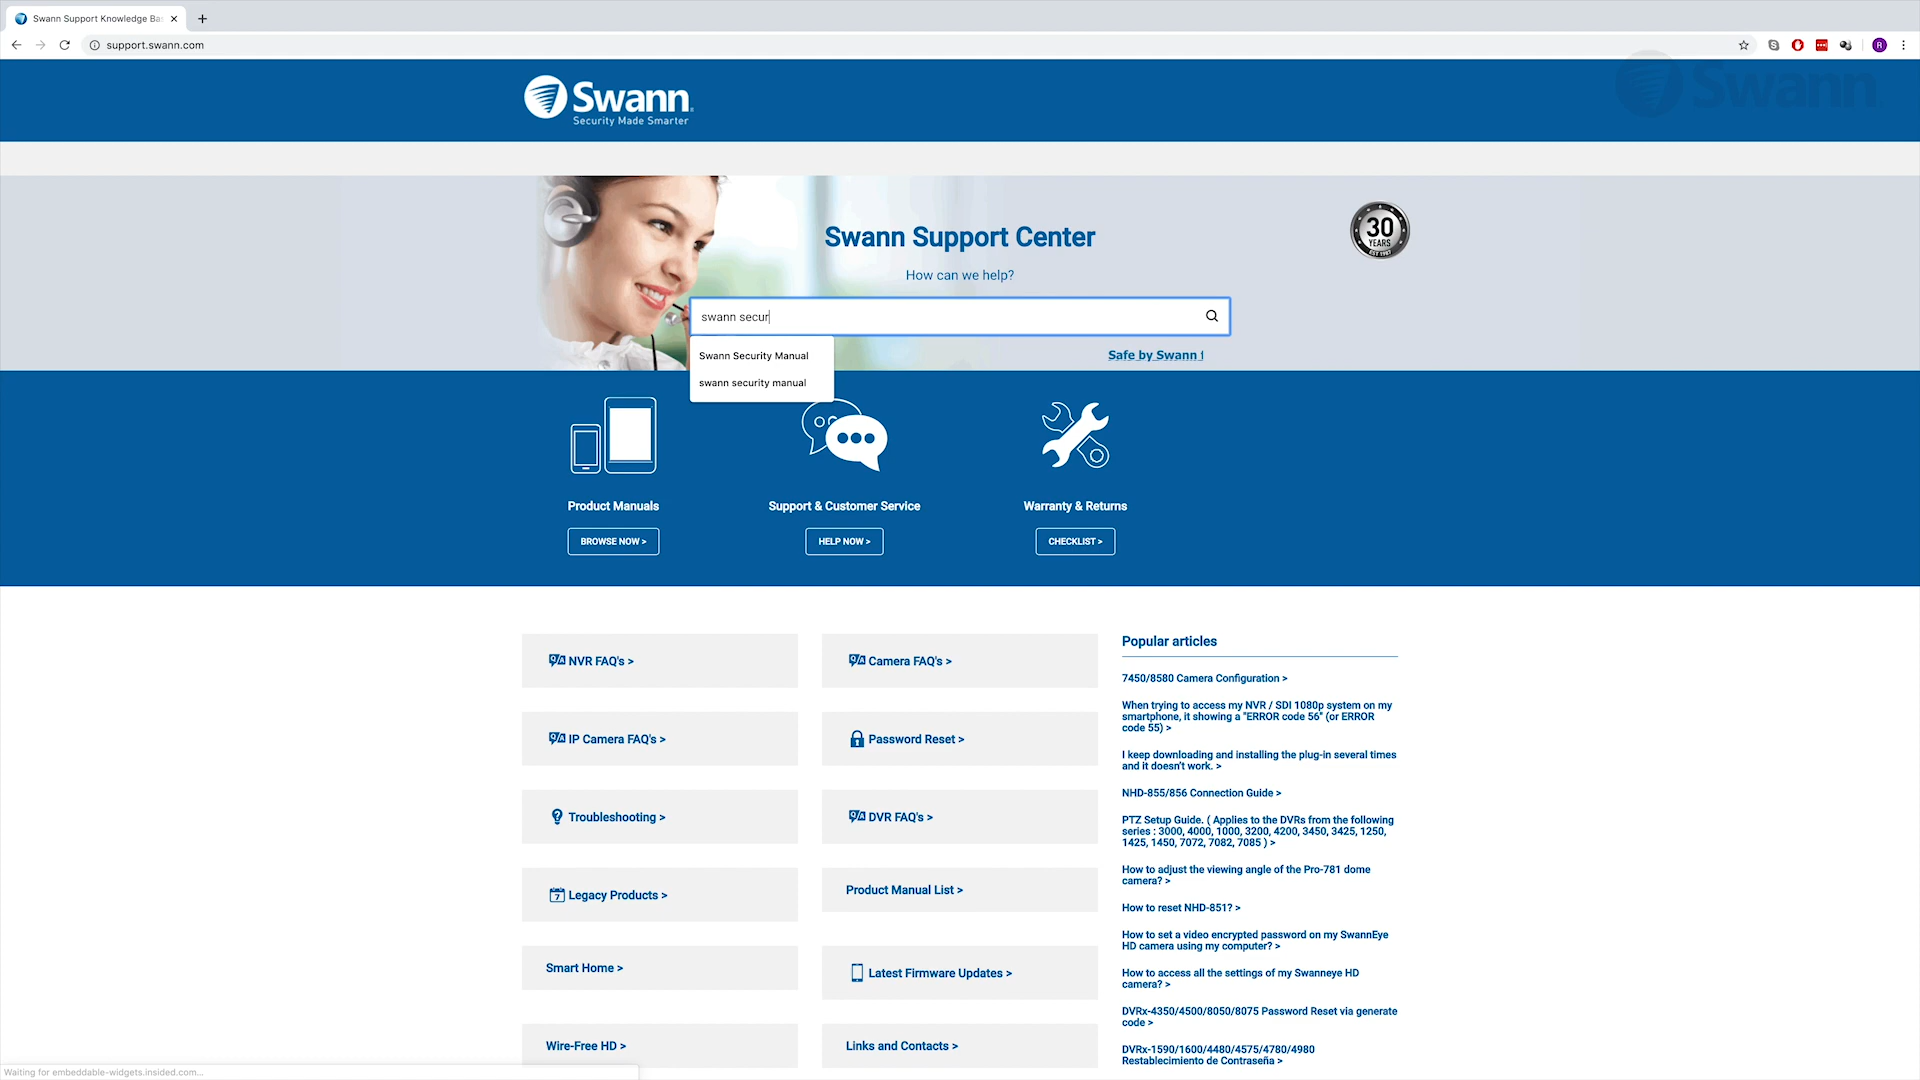 Swann Support Knowledge Ba
support.swann.com
R
Swann
Swann
Security Made Smarter
Swann Support Center
How can we help?
30
YEARS
EST 1987
swann secur
Swann Security Manual
swann security manual
Safe by Swann
Product Manuals
BROWSE NOW >
Support & Customer Service
HELP NOW >
Warranty & Returns
CHECKLIST >
NVR FAQ's >
Camera FAQ's >
IP Camera FAQ's >
Password Reset >
Troubleshooting >
DVR FAQ's >
7
Legacy Products >
Product Manual List >
Smart Home >
Latest Firmware Updates >
Wire-Free HD >
Links and Contacts >
Popular articles
7450/8580 Camera Configuration >
When trying to access my NVR / SDI 1080p system on my
smartphone, it showing a "ERROR code 56" (or ERROR
code 55) >
I keep downloading and installing the plug-in several times
and it doesn't work. >
NHD-855/856 Connection Guide >
PTZ Setup Guide. ( Applies to the DVRs from the following
series : 3000, 4000, 1000, 3200, 4200, 3450, 3425, 1250,
1425, 1450, 7072, 7082, 7085 ) >
How to adjust the viewing angle of the Pro-781 dome
camera? >
How to reset NHD-851? >
How to set a video encrypted password on my SwannEye
HD camera using my computer? >
How to access all the settings of my Swanneye HD
camera? >
DVRx-4350/4500/8050/8075 Password Reset via generate
code >
DVRx-1590/1600/4480/4575/4780/4980
Restablecimiento de Contraseña >
Waiting for embeddable-widgets.insided.com...